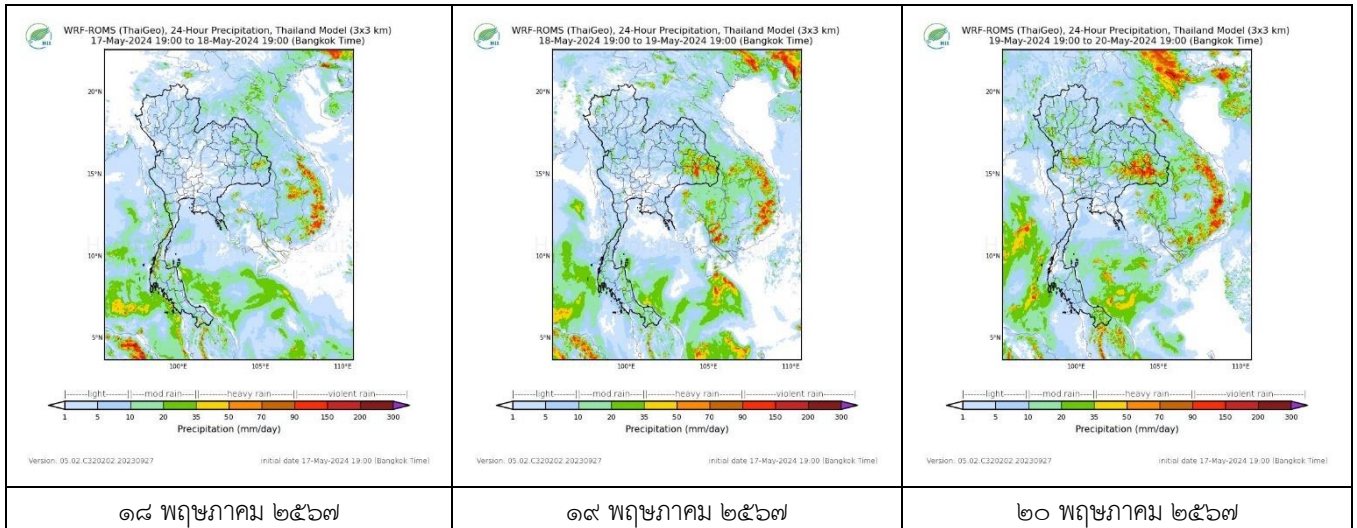 HII
WRF-ROMS (ThaiGeo), 24-Hour Precipitation, Thailand Model (3x3 km)
17-May-2024 19:00 to 18-May-2024 19:00 (Bangkok Time)
20°N
15°N
10°N
5°N
100°E 105°E 110°E
light mod.rain heavy rain violent rain
1 5 10 20 35 50 70 90 150 200 300
Precipitation (mm/day)
Version: 05.02.C320202.20230927 initial date 17-May-2024 19:00 (Bangkok Time)
๑๘ พฤษภาคม ๒๕๖๗
HII
WRF-ROMS (ThaiGeo), 24-Hour Precipitation, Thailand Model (3x3 km)
18-May-2024 19:00 to 19-May-2024 19:00 (Bangkok Time)
20°N
15°N
10°N
5°N
100°E 105°E 110°E
light mod.rain heavy rain violent rain
1 5 10 20 35 50 70 90 150 200 300
Precipitation (mm/day)
Version: 05.02.C320202.20230927 initial date 17-May-2024 19:00 (Bangkok Time)
๑๙ พฤษภาคม ๒๕๖๗
HII
WRF-ROMS (ThaiGeo), 24-Hour Precipitation, Thailand Model (3x3 km)
19-May-2024 19:00 to 20-May-2024 19:00 (Bangkok Time)
20°N
15°N
10°N
5°N
100°E 105°E 110°E
light mod.rain heavy rain violent rain
1 5 10 20 35 50 70 90 150 200 300
Precipitation (mm/day)
Version: 05.02.C320202.20230927 initial date 17-May-2024 19:00 (Bangkok Time)
๒๐ พฤษภาคม ๒๕๖๗